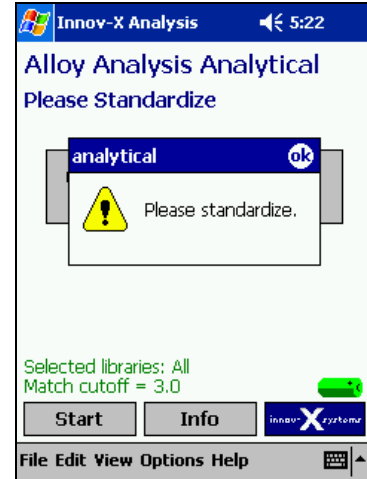 Innov-X Analysis 5:22
Alloy Analysis Analytical
Please Standardize
analytical ok
Please standardize.
Selected libraries: All
Match cutoff = 3.0
Start Info innov-X systems
File Edit View Options Help